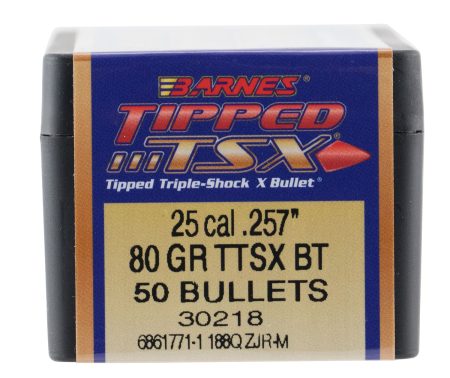 BARNES®
TIPPED
TSX®
Tipped Triple-Shock X Bullet®
25 cal .257"
80 GR TTSX BT
50 BULLETS
30218
6861771-1 188Q ZJR-M